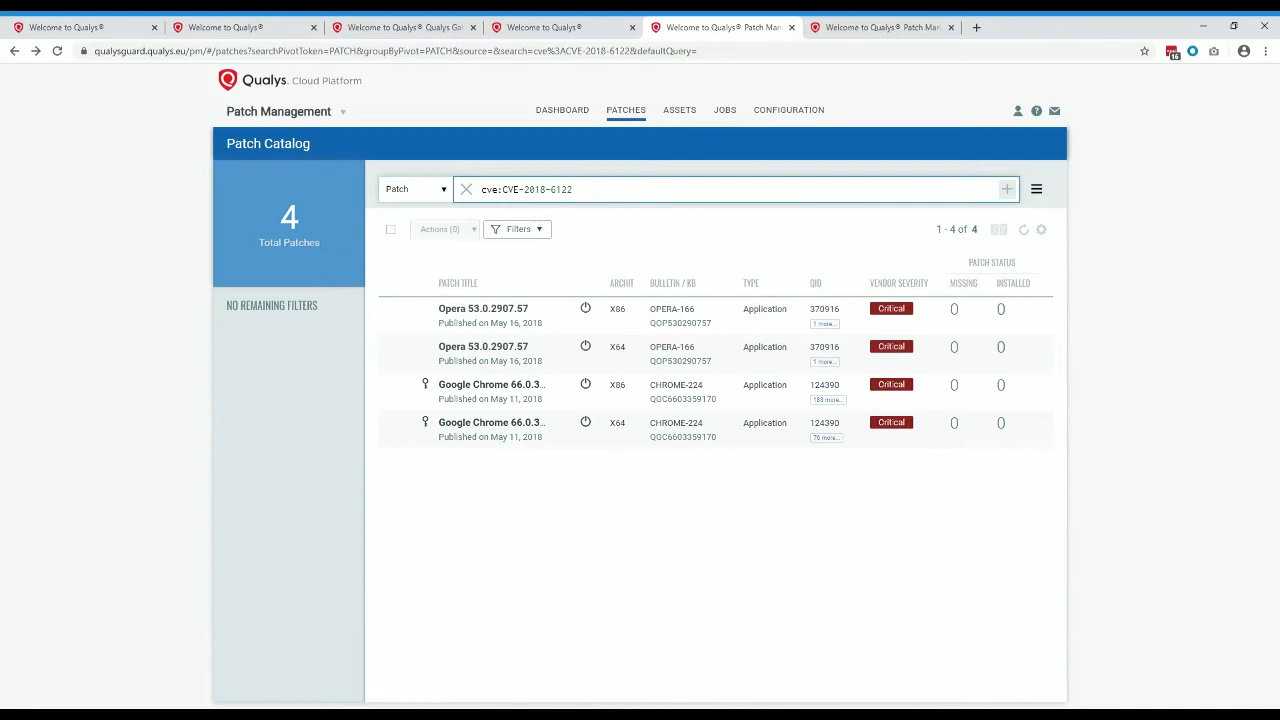 Welcome to Qualys®
Welcome to Qualys®
Welcome to Qualys® Qualys Gat
Welcome to Qualys®
Welcome to Qualys® Patch Man
Welcome to Qualys® Patch Man
qualysguard.qualys.eu/pm/#/patches?searchPivotToken=PATCH&groupByPivot=PATCH&source=&search=cve%3ACVE-2018-6122&defaultQuery=
Qualys. Cloud Platform
Patch Management
DASHBOARD PATCHES ASSETS JOBS CONFIGURATION
Patch Catalog
4
Total Patches
NO REMAINING FILTERS
Patch
cve:CVE-2018-6122
Actions (0)
Filters
1 - 4 of 4
PATCH STATUS
PATCH TITLE ARCHIT BULLETIN / KB TYPE QID VENDOR SEVERITY MISSING INSTALLED
Opera 53.0.2907.57 X86 OPERA-166 Application 370916 Critical 0 0
Published on May 16, 2018 QOP530290757 1 more...
Opera 53.0.2907.57 X64 OPERA-166 Application 370916 Critical 0 0
Published on May 16, 2018 QOP530290757 1 more...
Google Chrome 66.0.3... X86 CHROME-224 Application 124390 Critical 0 0
Published on May 11, 2018 QGC6603359170 183 more...
Google Chrome 66.0.3... X64 CHROME-224 Application 124390 Critical 0 0
Published on May 11, 2018 QGC6603359170 76 more...